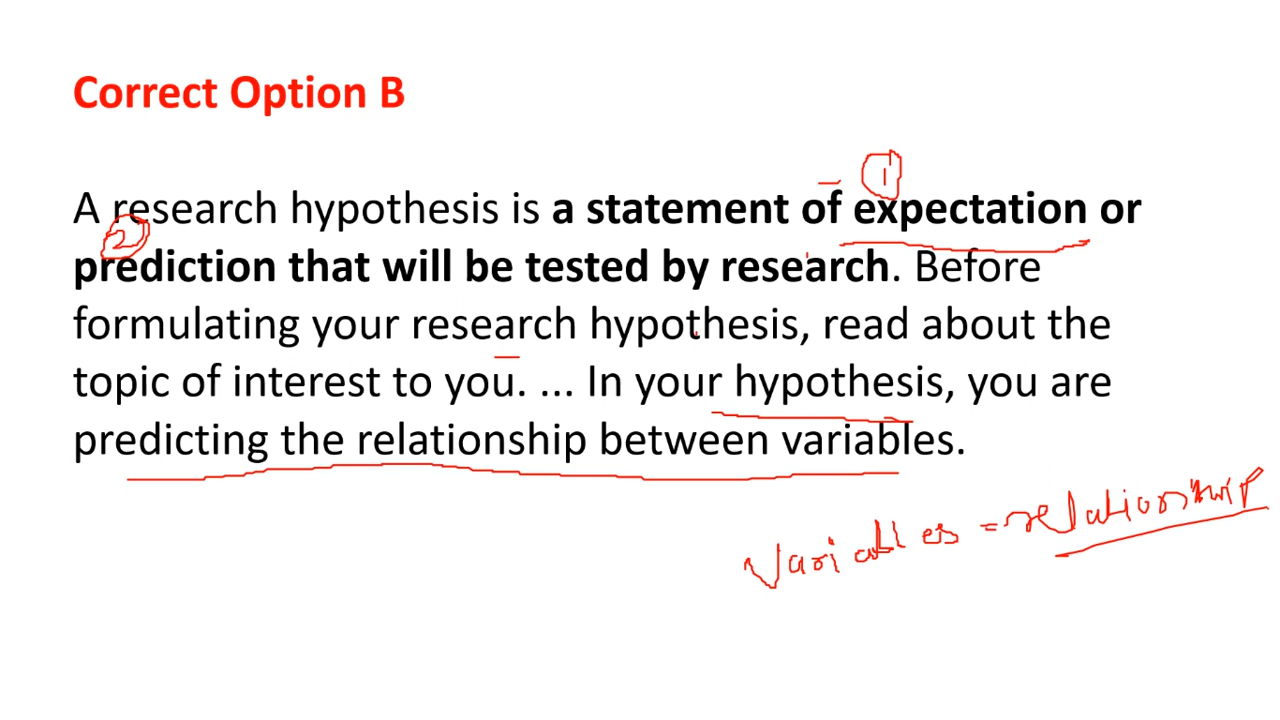 Correct Option B
1
A research hypothesis is a statement of expectation or
2
prediction that will be tested by research. Before
formulating your research hypothesis, read about the
topic of interest to you. ... In your hypothesis, you are
predicting the relationship between variables.
Variables = relationship